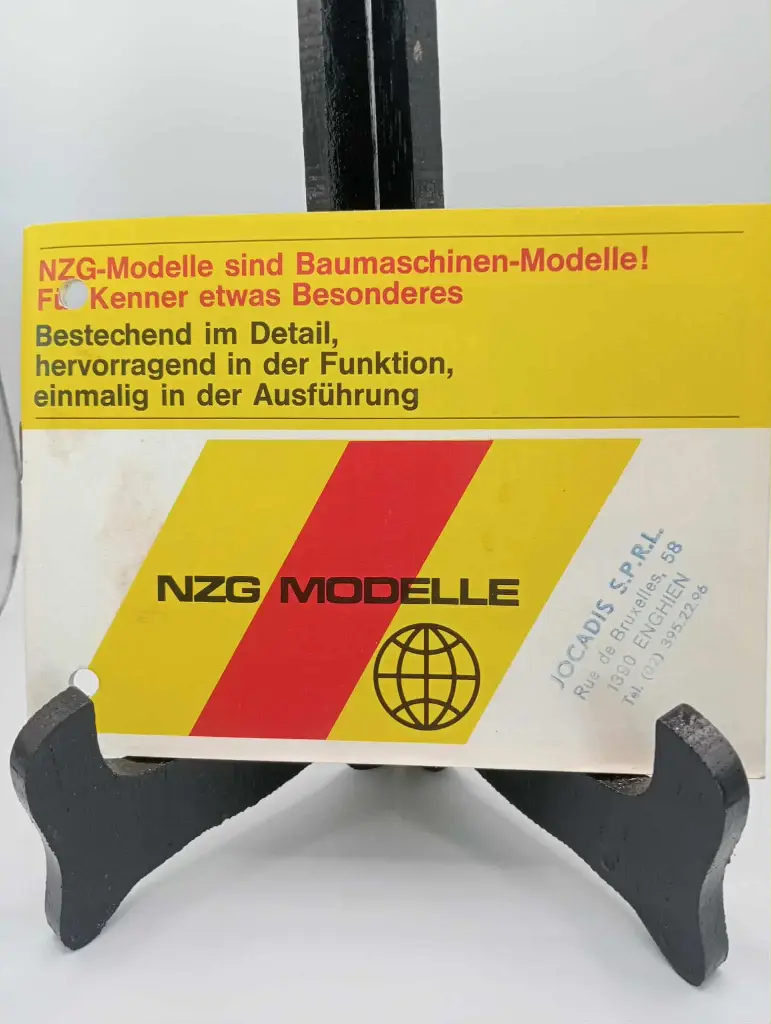 NZG-Modelle sind Baumaschinen-Modelle!
Für Kenner etwas Besonderes
Bestechend im Detail,
hervorragend in der Funktion,
einmalig in der Ausführung
NZG MODELLE
JOCADIS S.P.R.L.
Rue de Bruxelles, 58
1390 ENGHIEN
Tel. (02) 395.22.96